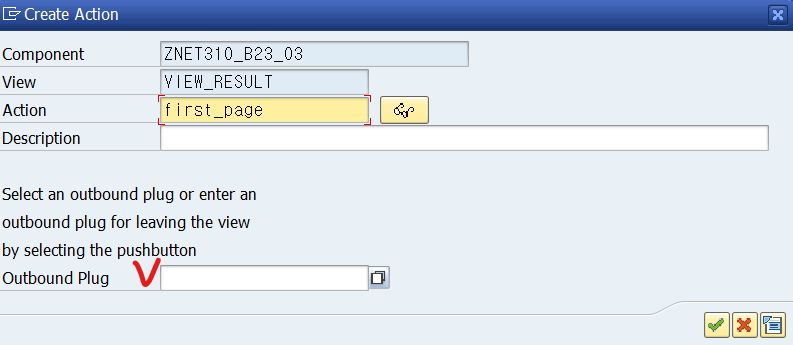 Create Action
Component ZNET310_B23_03
View VIEW_RESULT
Action first_page
Description
Select an outbound plug or enter an
outbound plug for leaving the view
by selecting the pushbutton
Outbound Plug